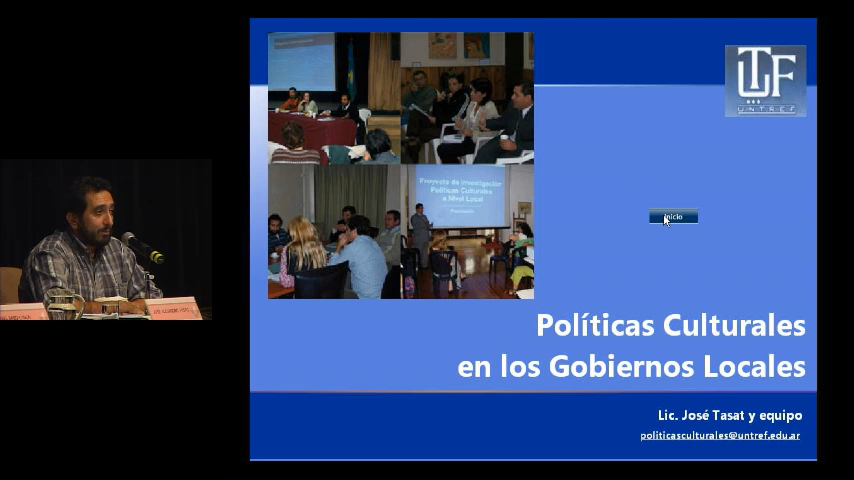 UNTREF
Proyecto de Investigación
Políticas Culturales
a Nivel Local
Inicio
Políticas Culturales
en los Gobiernos Locales
Lic. José Tasat y equipo
politicasculturales@untref.edu.ar